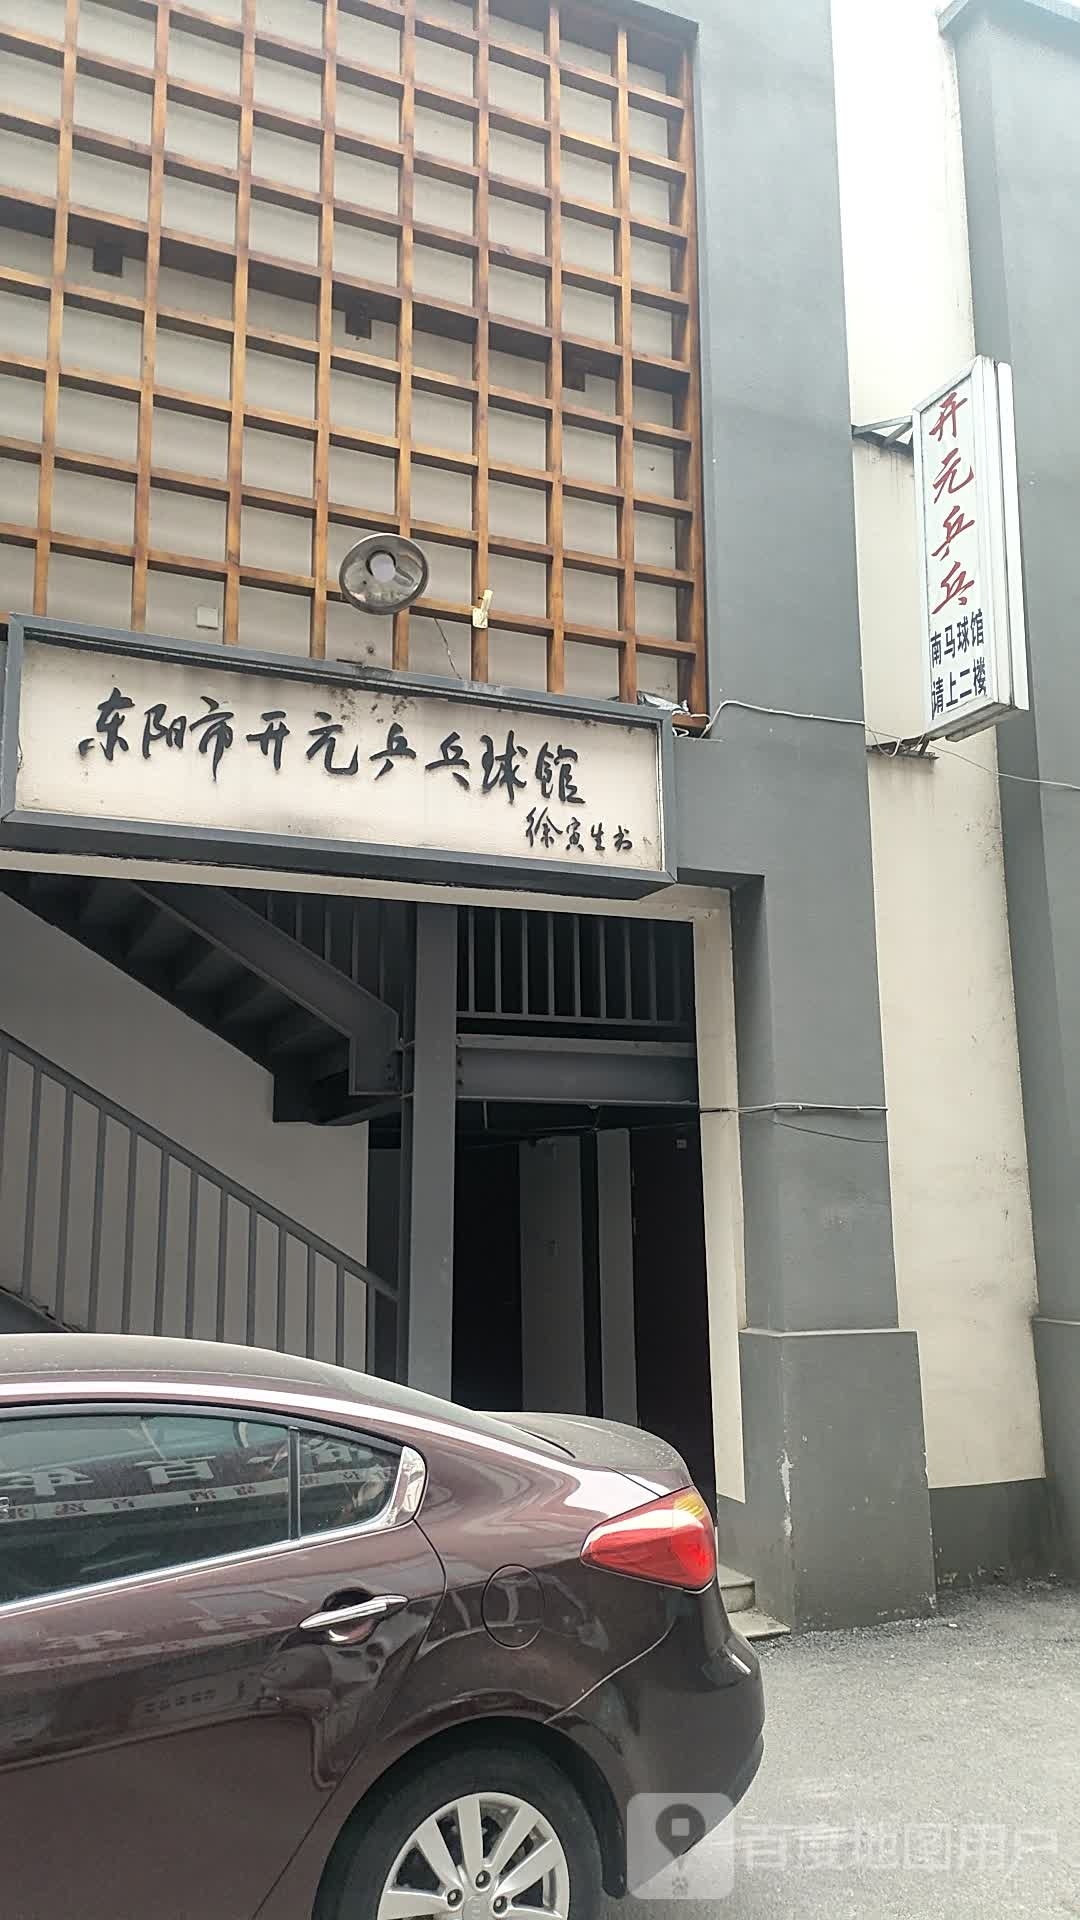 东阳市开元乒乓球馆
徐寅生书
开元乒乓
南马球馆
请上二楼
百度地图用户